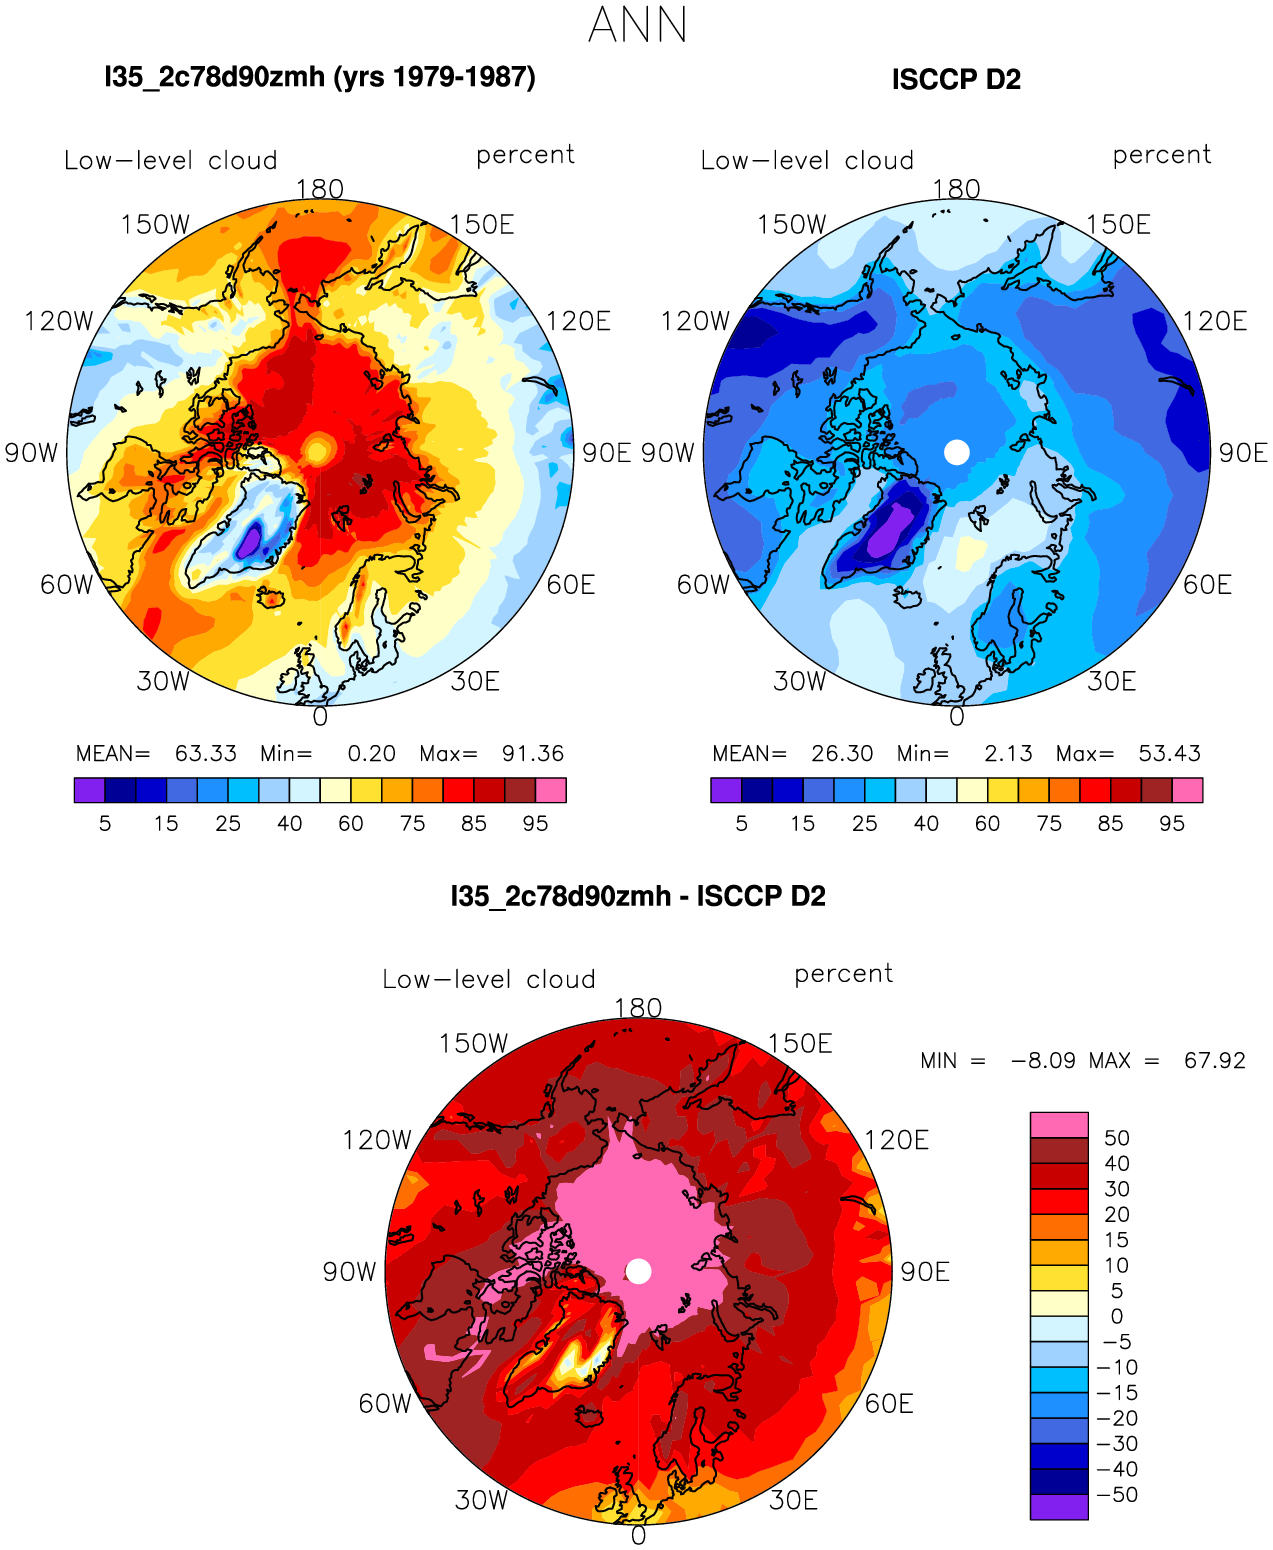 ANN
I35_2c78d90zmh (yrs 1979-1987)
ISCCP D2
Low-level cloud percent
Low-level cloud percent
180
150W 150E
120W 120E
90W 90E
60W 60E
30W 30E
0
180
150W 150E
120W 120E
90W 90E
60W 60E
30W 30E
0
MEAN= 63.33 Min= 0.20 Max= 91.36
5 15 25 40 60 75 85 95
MEAN= 26.30 Min= 2.13 Max= 53.43
5 15 25 40 60 75 85 95
I35_2c78d90zmh - ISCCP D2
Low-level cloud percent
180
150W 150E
120W 120E
90W 90E
60W 60E
30W 30E
0
MIN = -8.09 MAX = 67.92
50
40
30
20
15
10
5
0
-5
-10
-15
-20
-30
-40
-50